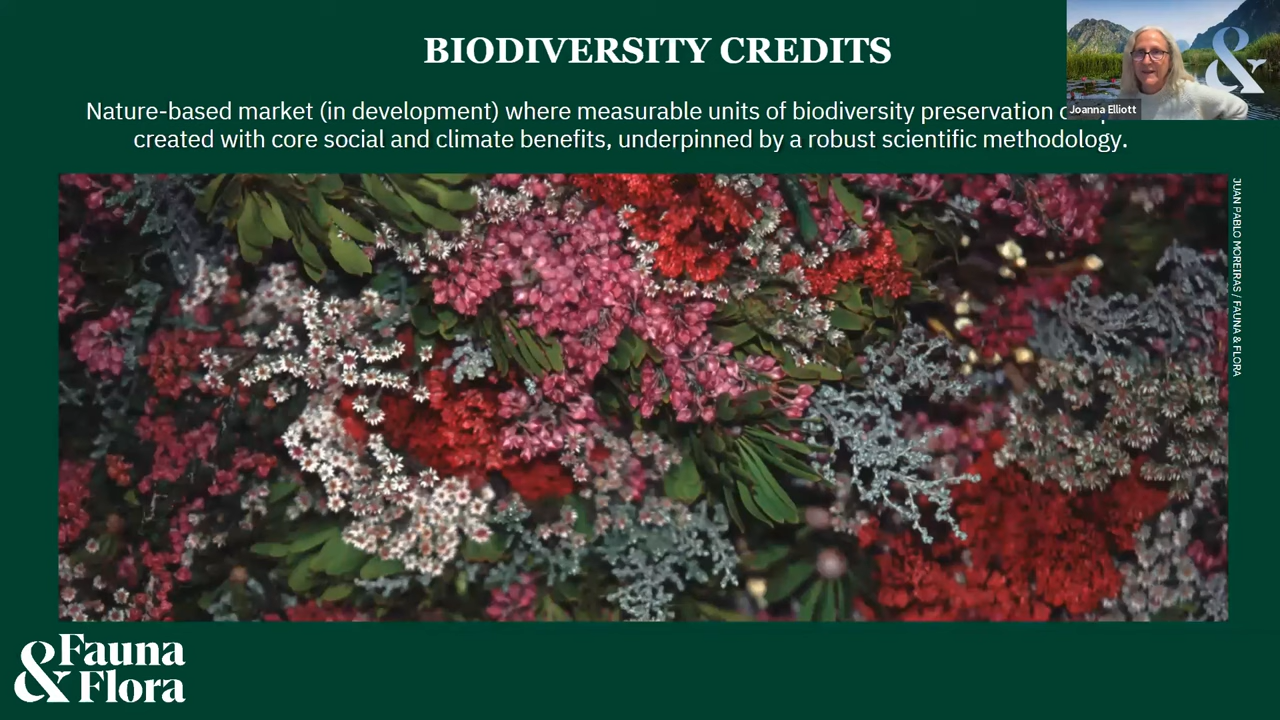 BIODIVERSITY CREDITS
Nature-based market (in development) where measurable units of biodiversity preservation
created with core social and climate benefits, underpinned by a robust scientific methodology.
Joanna Elliott
JUAN PABLO MOREIRAS / FAUNA & FLORA
&
Fauna
& Flora